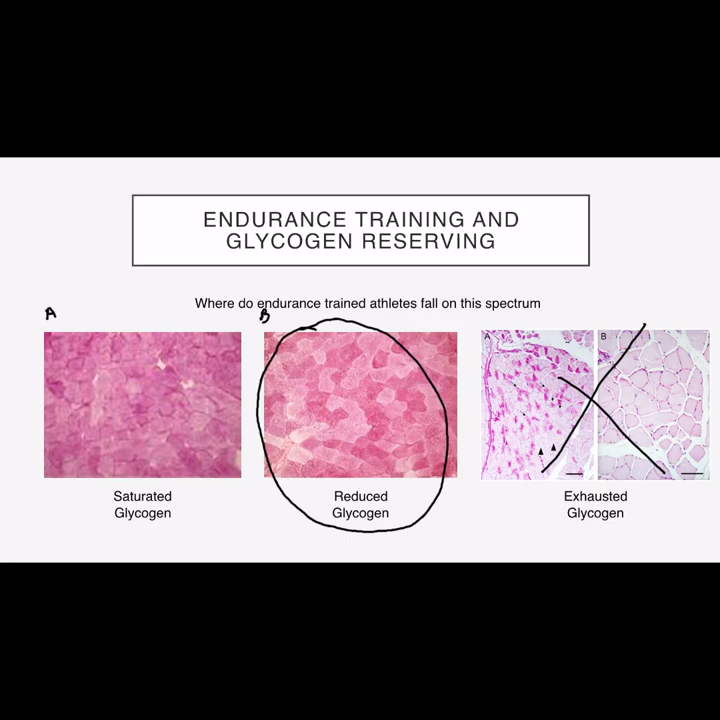 ENDURANCE TRAINING AND
GLYCOGEN RESERVING
Where do endurance trained athletes fall on this spectrum
A
B
A
B
Saturated
Glycogen
Reduced
Glycogen
Exhausted
Glycogen